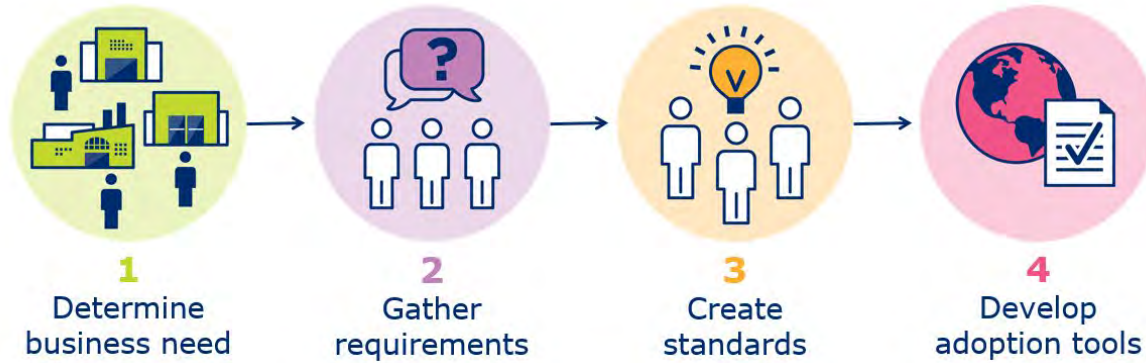 ?
1
Determine
business need
2
Gather
requirements
3
Create
standards
4
Develop
adoption tools